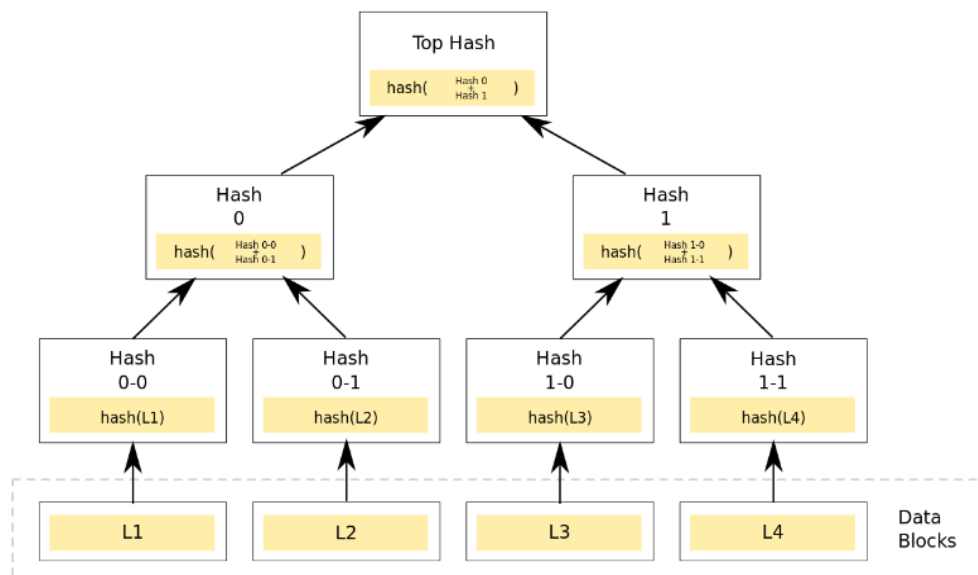 Top Hash
hash( Hash 0 + Hash 1 )
Hash
0
hash( Hash 0-0 + Hash 0-1 )
Hash
1
hash( Hash 1-0 + Hash 1-1 )
Hash
0-0
hash(L1)
Hash
0-1
hash(L2)
Hash
1-0
hash(L3)
Hash
1-1
hash(L4)
L1
L2
L3
L4
Data
Blocks